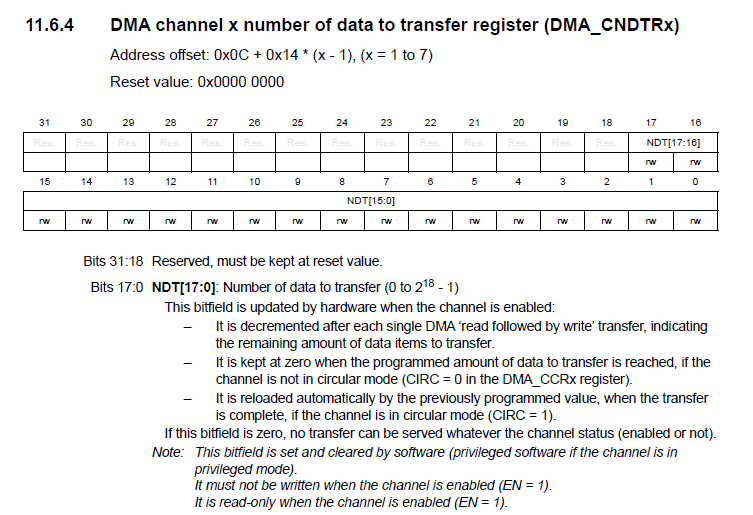 11.6.4 DMA channel x number of data to transfer register (DMA_CNDTRx)
Address offset: 0x0C + 0x14 * (x - 1), (x = 1 to 7)
Reset value: 0x0000 0000
31 30 29 28 27 26 25 24 23 22 21 20 19 18 17 16
Res. Res. Res. Res. Res. Res. Res. Res. Res. Res. Res. Res. Res. Res. NDT[17:16]
rw rw
15 14 13 12 11 10 9 8 7 6 5 4 3 2 1 0
NDT[15:0]
rw rw rw rw rw rw rw rw rw rw rw rw rw rw rw rw
Bits 31:18 Reserved, must be kept at reset value.
Bits 17:0 NDT[17:0]: Number of data to transfer (0 to 2¹⁸ - 1)
This bitfield is updated by hardware when the channel is enabled:
– It is decremented after each single DMA ‘read followed by write’ transfer, indicating
the remaining amount of data items to transfer.
– It is kept at zero when the programmed amount of data to transfer is reached, if the
channel is not in circular mode (CIRC = 0 in the DMA_CCRx register).
– It is reloaded automatically by the previously programmed value, when the transfer
is complete, if the channel is in circular mode (CIRC = 1).
If this bitfield is zero, no transfer can be served whatever the channel status (enabled or not).
Note: This bitfield is set and cleared by software (privileged software if the channel is in
privileged mode).
It must not be written when the channel is enabled (EN = 1).
It is read-only when the channel is enabled (EN = 1).